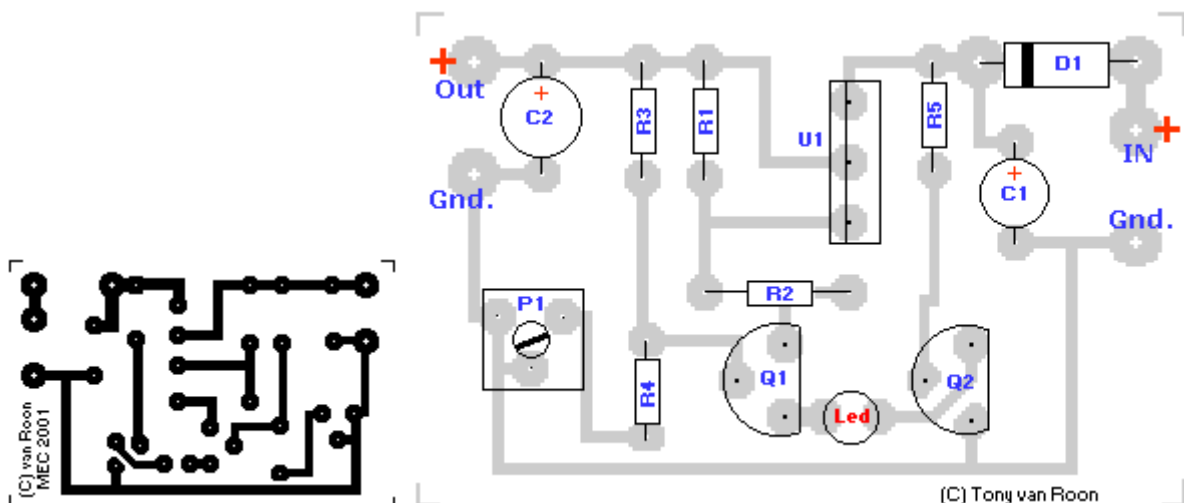 + Out
C2
R3
R1
U1
R5
D1
+ IN
C1
Gnd.
Gnd.
P1
R2
R4
Q1
Led
Q2
(C) van Roon
MEC 2001
(C) Tony van Roon